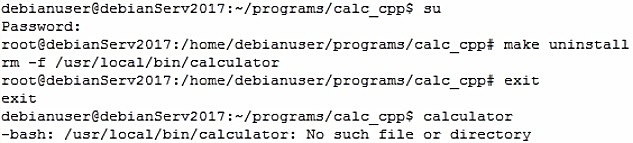 debianuser@debianServ2017:~/programs/calc_cpp$ su
Password:
root@debianServ2017:/home/debianuser/programs/calc_cpp# make uninstall
rm -f /usr/local/bin/calculator
root@debianServ2017:/home/debianuser/programs/calc_cpp# exit
exit
debianuser@debianServ2017:~/programs/calc_cpp$ calculator
-bash: /usr/local/bin/calculator: No such file or directory